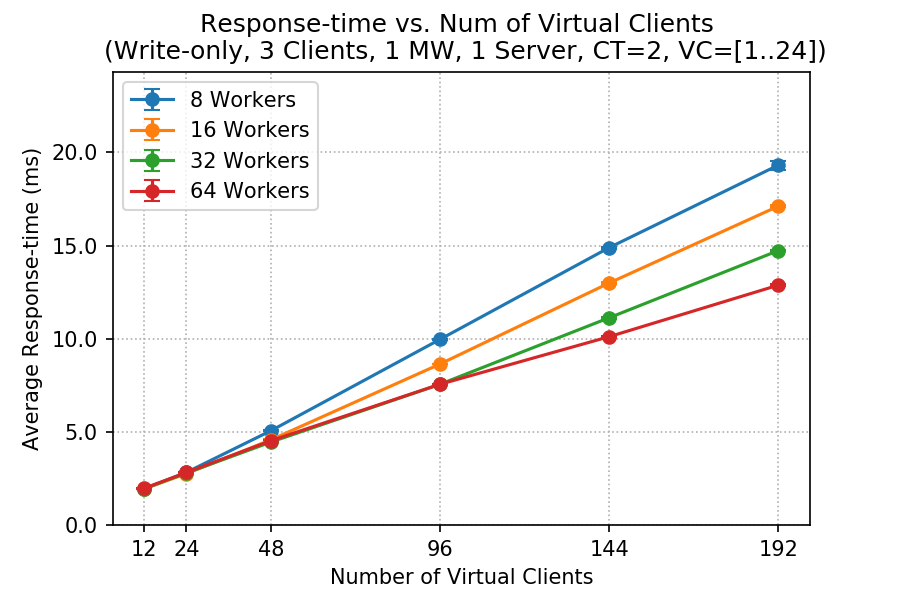 Response-time vs. Num of Virtual Clients
(Write-only, 3 Clients, 1 MW, 1 Server, CT=2, VC=[1..24])
8 Workers
16 Workers
32 Workers
64 Workers
Average Response-time (ms)
20.0
15.0
10.0
5.0
0.0
12 24 48 96 144 192
Number of Virtual Clients